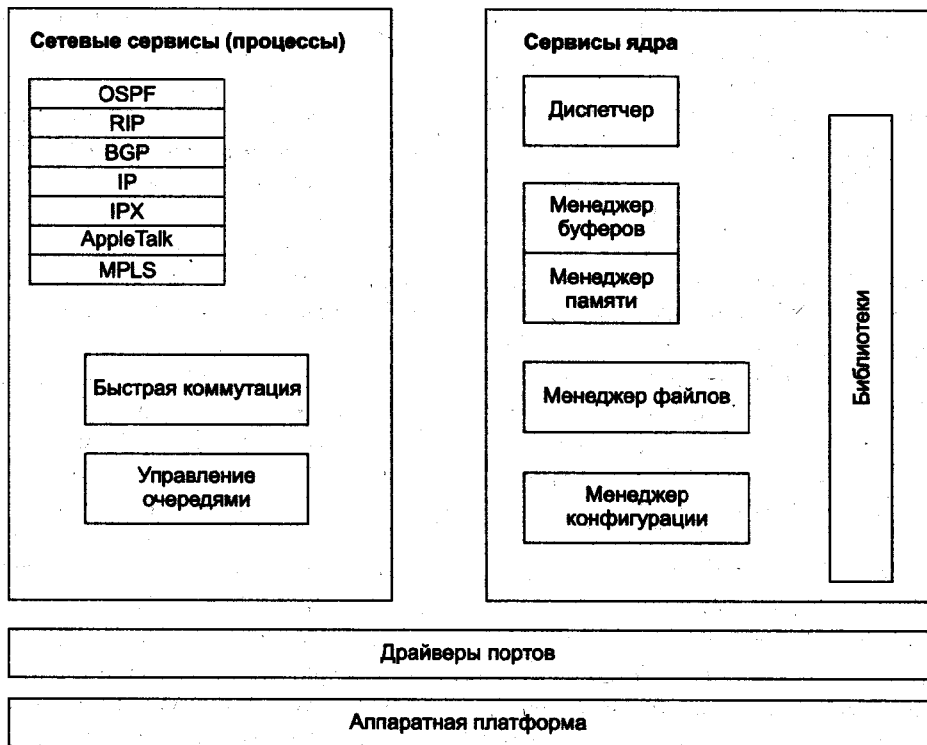 Сетевые сервисы (процессы)
OSPF
RIP
BGP
IP
IPX
AppleTalk
MPLS
Быстрая коммутация
Управление
очередями
Сервисы ядра
Диспетчер
Менеджер
буферов
Менеджер
памяти
Менеджер файлов
Менеджер
конфигурации
Библиотеки
Драйверы портов
Аппаратная платформа